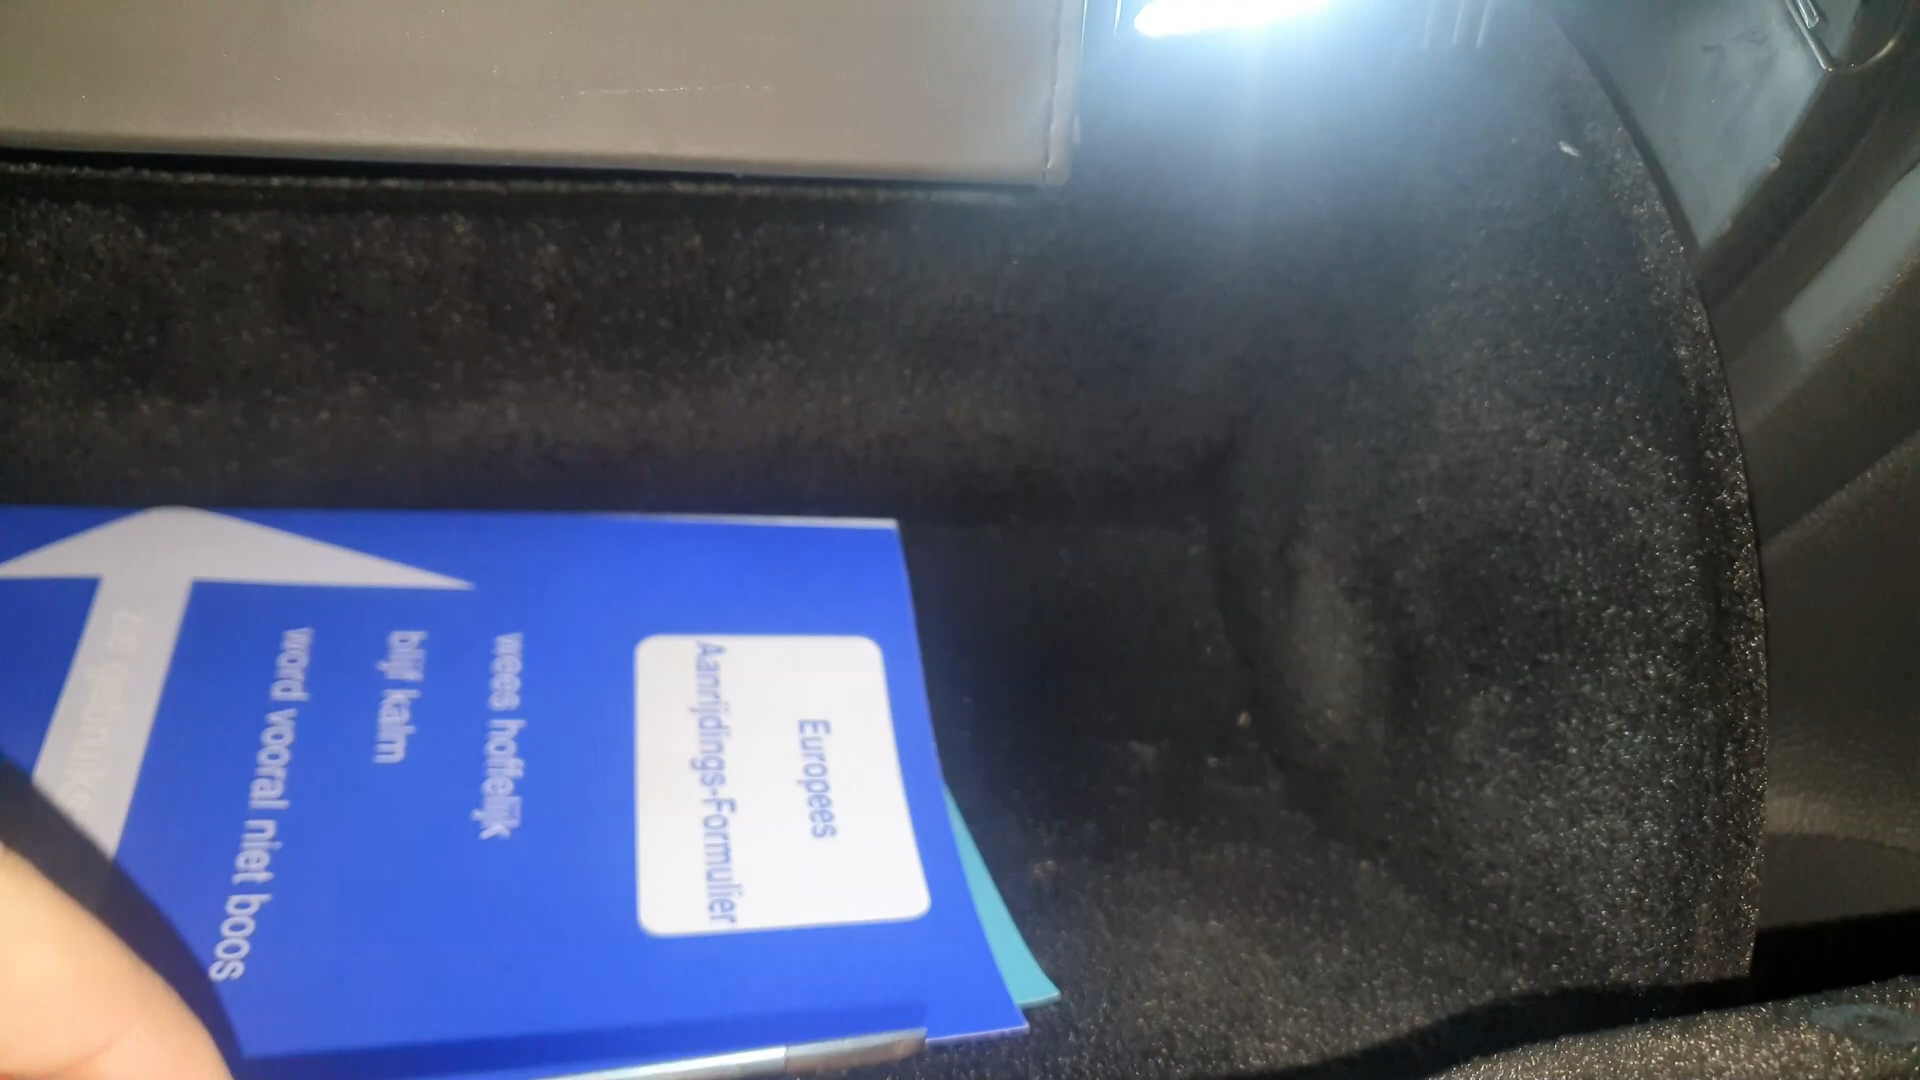 Europees
Aanrijdings-Formulier
wees hoffelijk
blijf kalm
word vooral niet boos